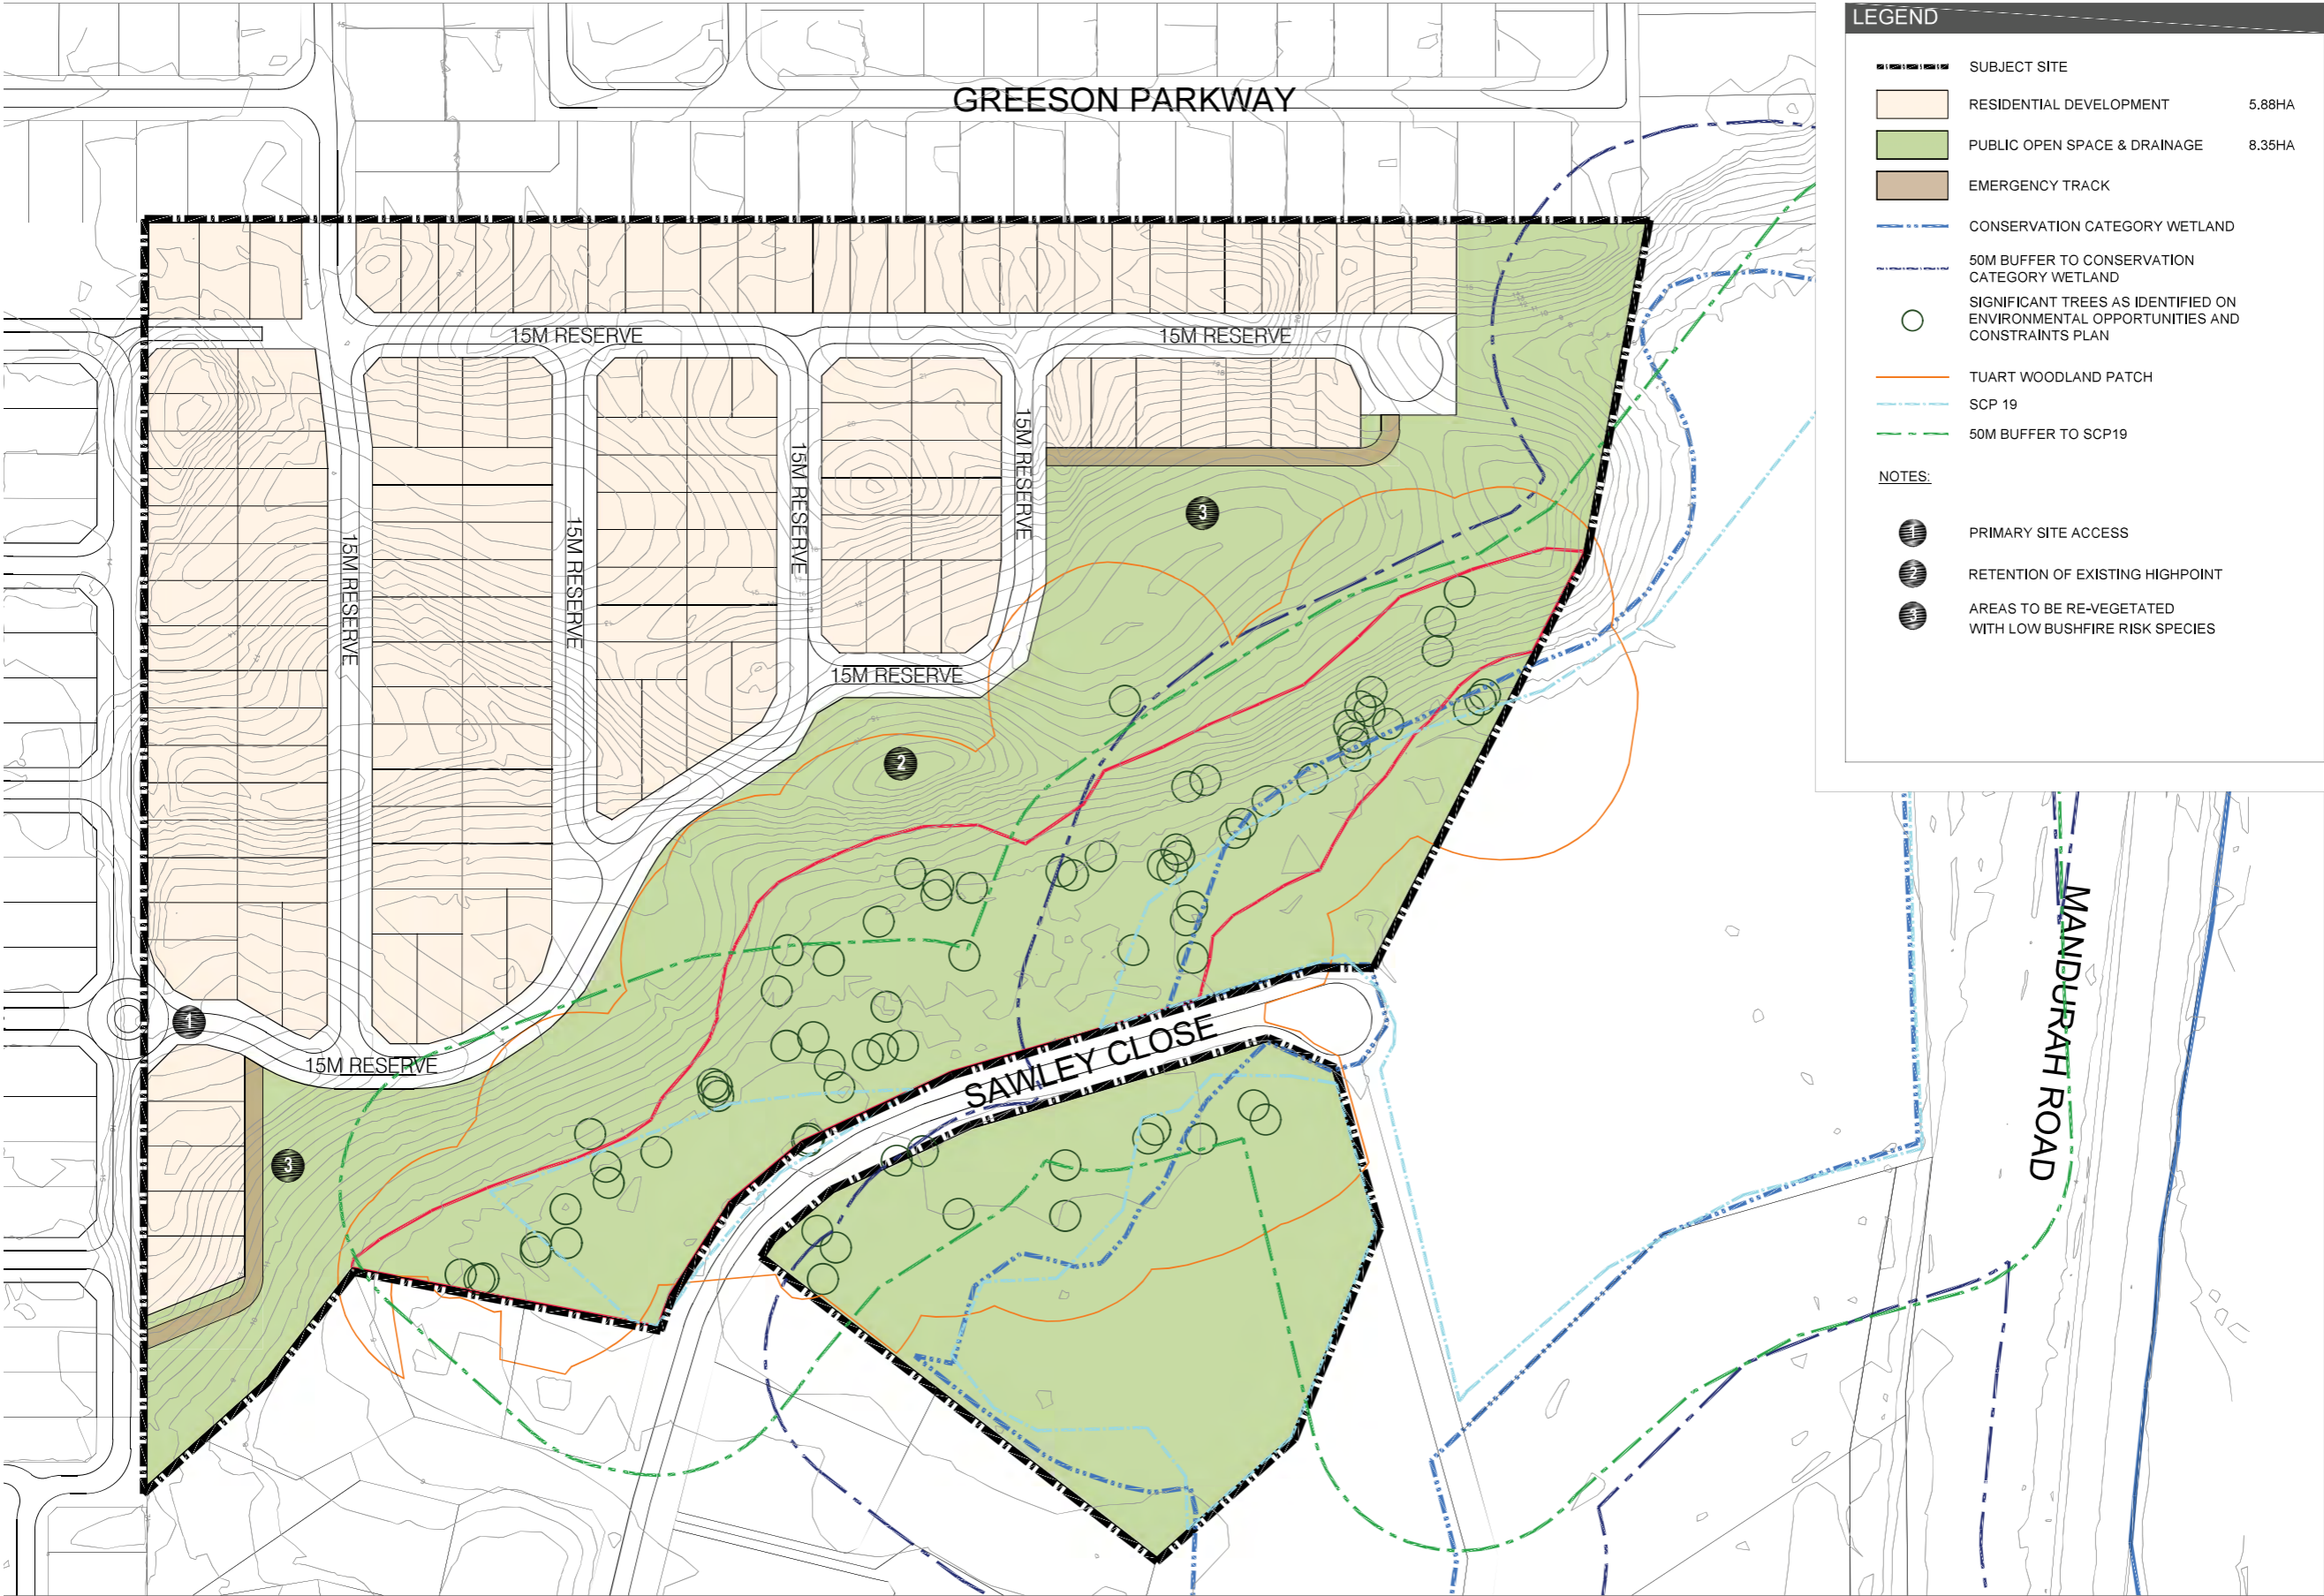 GREESON PARKWAY
LEGEND
SUBJECT SITE
RESIDENTIAL DEVELOPMENT 5.88HA
PUBLIC OPEN SPACE & DRAINAGE 8.35HA
EMERGENCY TRACK
CONSERVATION CATEGORY WETLAND
50M BUFFER TO CONSERVATION
CATEGORY WETLAND
SIGNIFICANT TREES AS IDENTIFIED ON
ENVIRONMENTAL OPPORTUNITIES AND
CONSTRAINTS PLAN
TUART WOODLAND PATCH
SCP 19
50M BUFFER TO SCP19
NOTES:
1 PRIMARY SITE ACCESS
2 RETENTION OF EXISTING HIGHPOINT
3 AREAS TO BE RE-VEGETATED
WITH LOW BUSHFIRE RISK SPECIES
15M RESERVE
15M RESERVE
15M RESERVE
15M RESERVE
15M RESERVE
15M RESERVE
15M RESERVE
15M RESERVE
3
2
1
3
SAWLEY CLOSE
MANDURAH ROAD